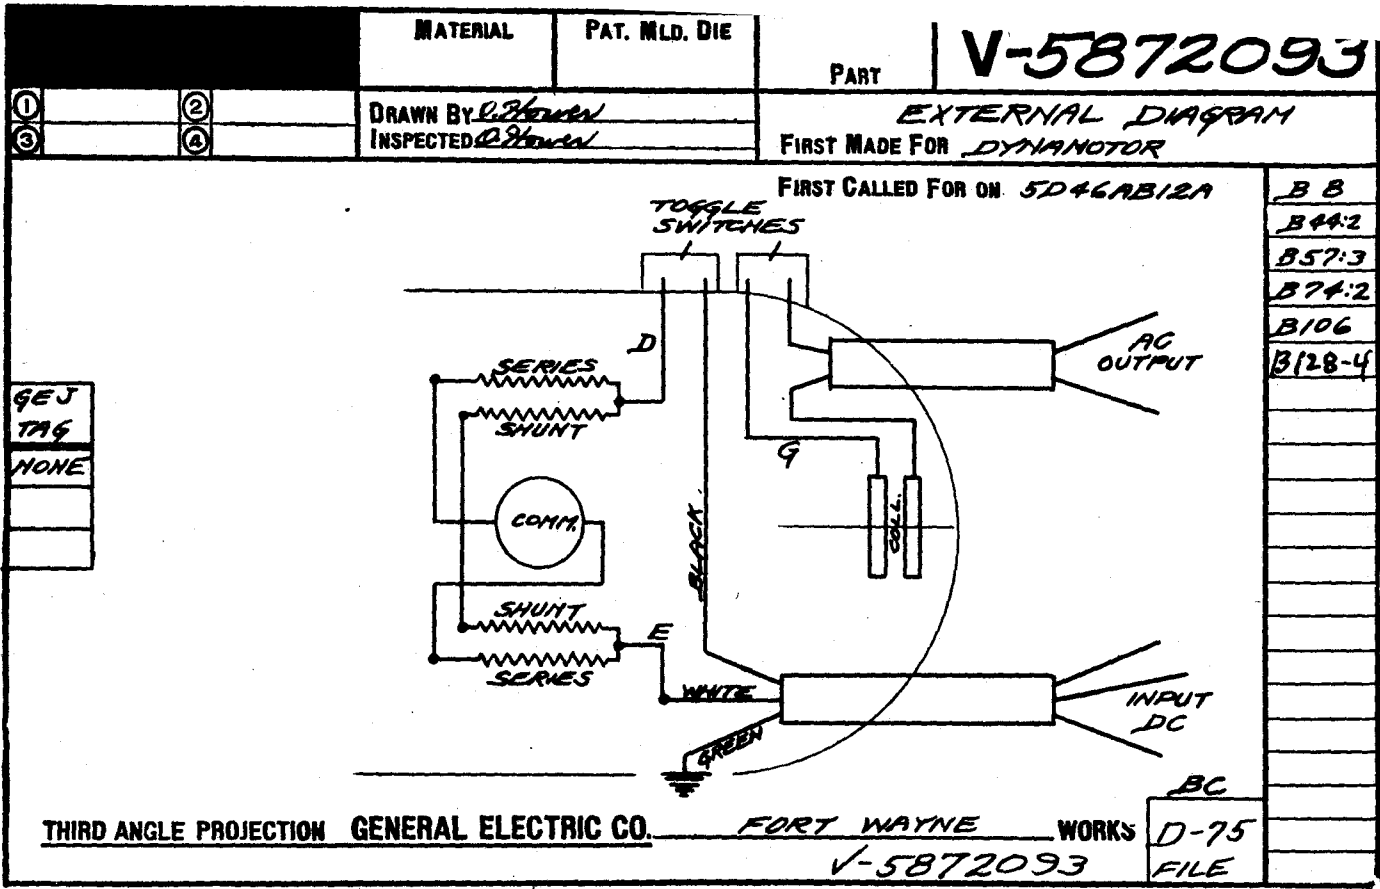 MATERIAL
PAT. MLD. DIE
PART
V-5872093
1
2
3
4
DRAWN BY
INSPECTED
EXTERNAL DIAGRAM
FIRST MADE FOR DYNAMOTOR
FIRST CALLED FOR ON 5D46AB12A
B 8
B44:2
B57:3
B74:2
B106
B128-4
TOGGLE
SWITCHES
D
SERIES
SHUNT
AC
OUTPUT
GEJ
TAG
NONE
G
COMM.
BLACK.
COLL.
SHUNT
E
SERIES
WHITE
GREEN
INPUT
DC
BC
THIRD ANGLE PROJECTION GENERAL ELECTRIC CO. FORT WAYNE WORKS
V-5872093
D-75
FILE